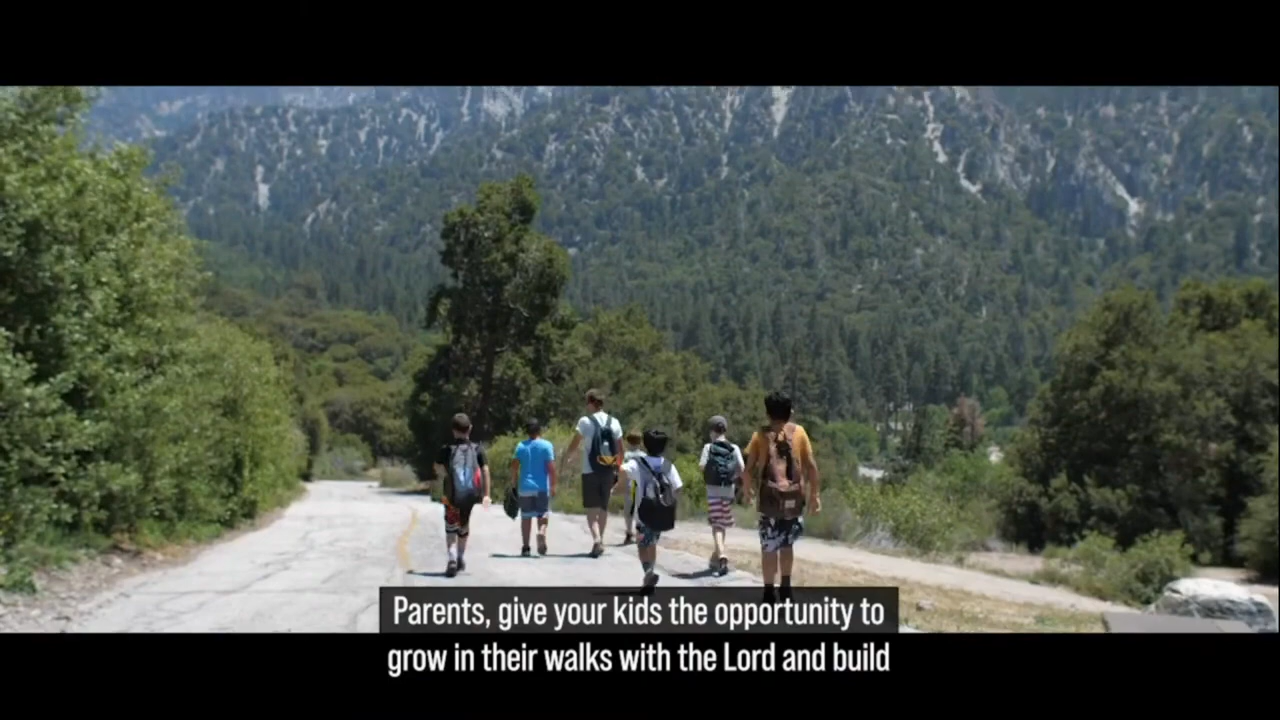 Parents, give your kids the opportunity to
grow in their walks with the Lord and build